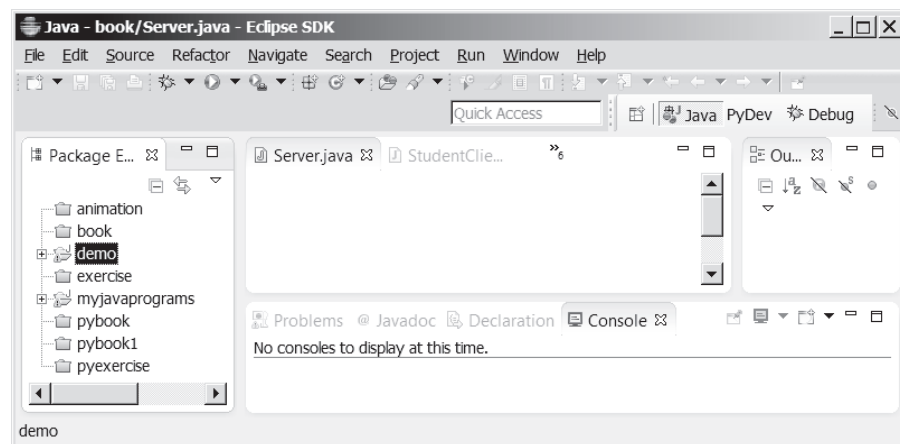 Java - book/Server.java - Eclipse SDK
File Edit Source Refactor Navigate Search Project Run Window Help
Quick Access Java PyDev Debug
Package E...
animation
book
demo
exercise
myjavaprograms
pybook
pybook1
pyexercise
Server.java StudentClie... »6
Ou...
Problems @ Javadoc Declaration Console
No consoles to display at this time.
demo